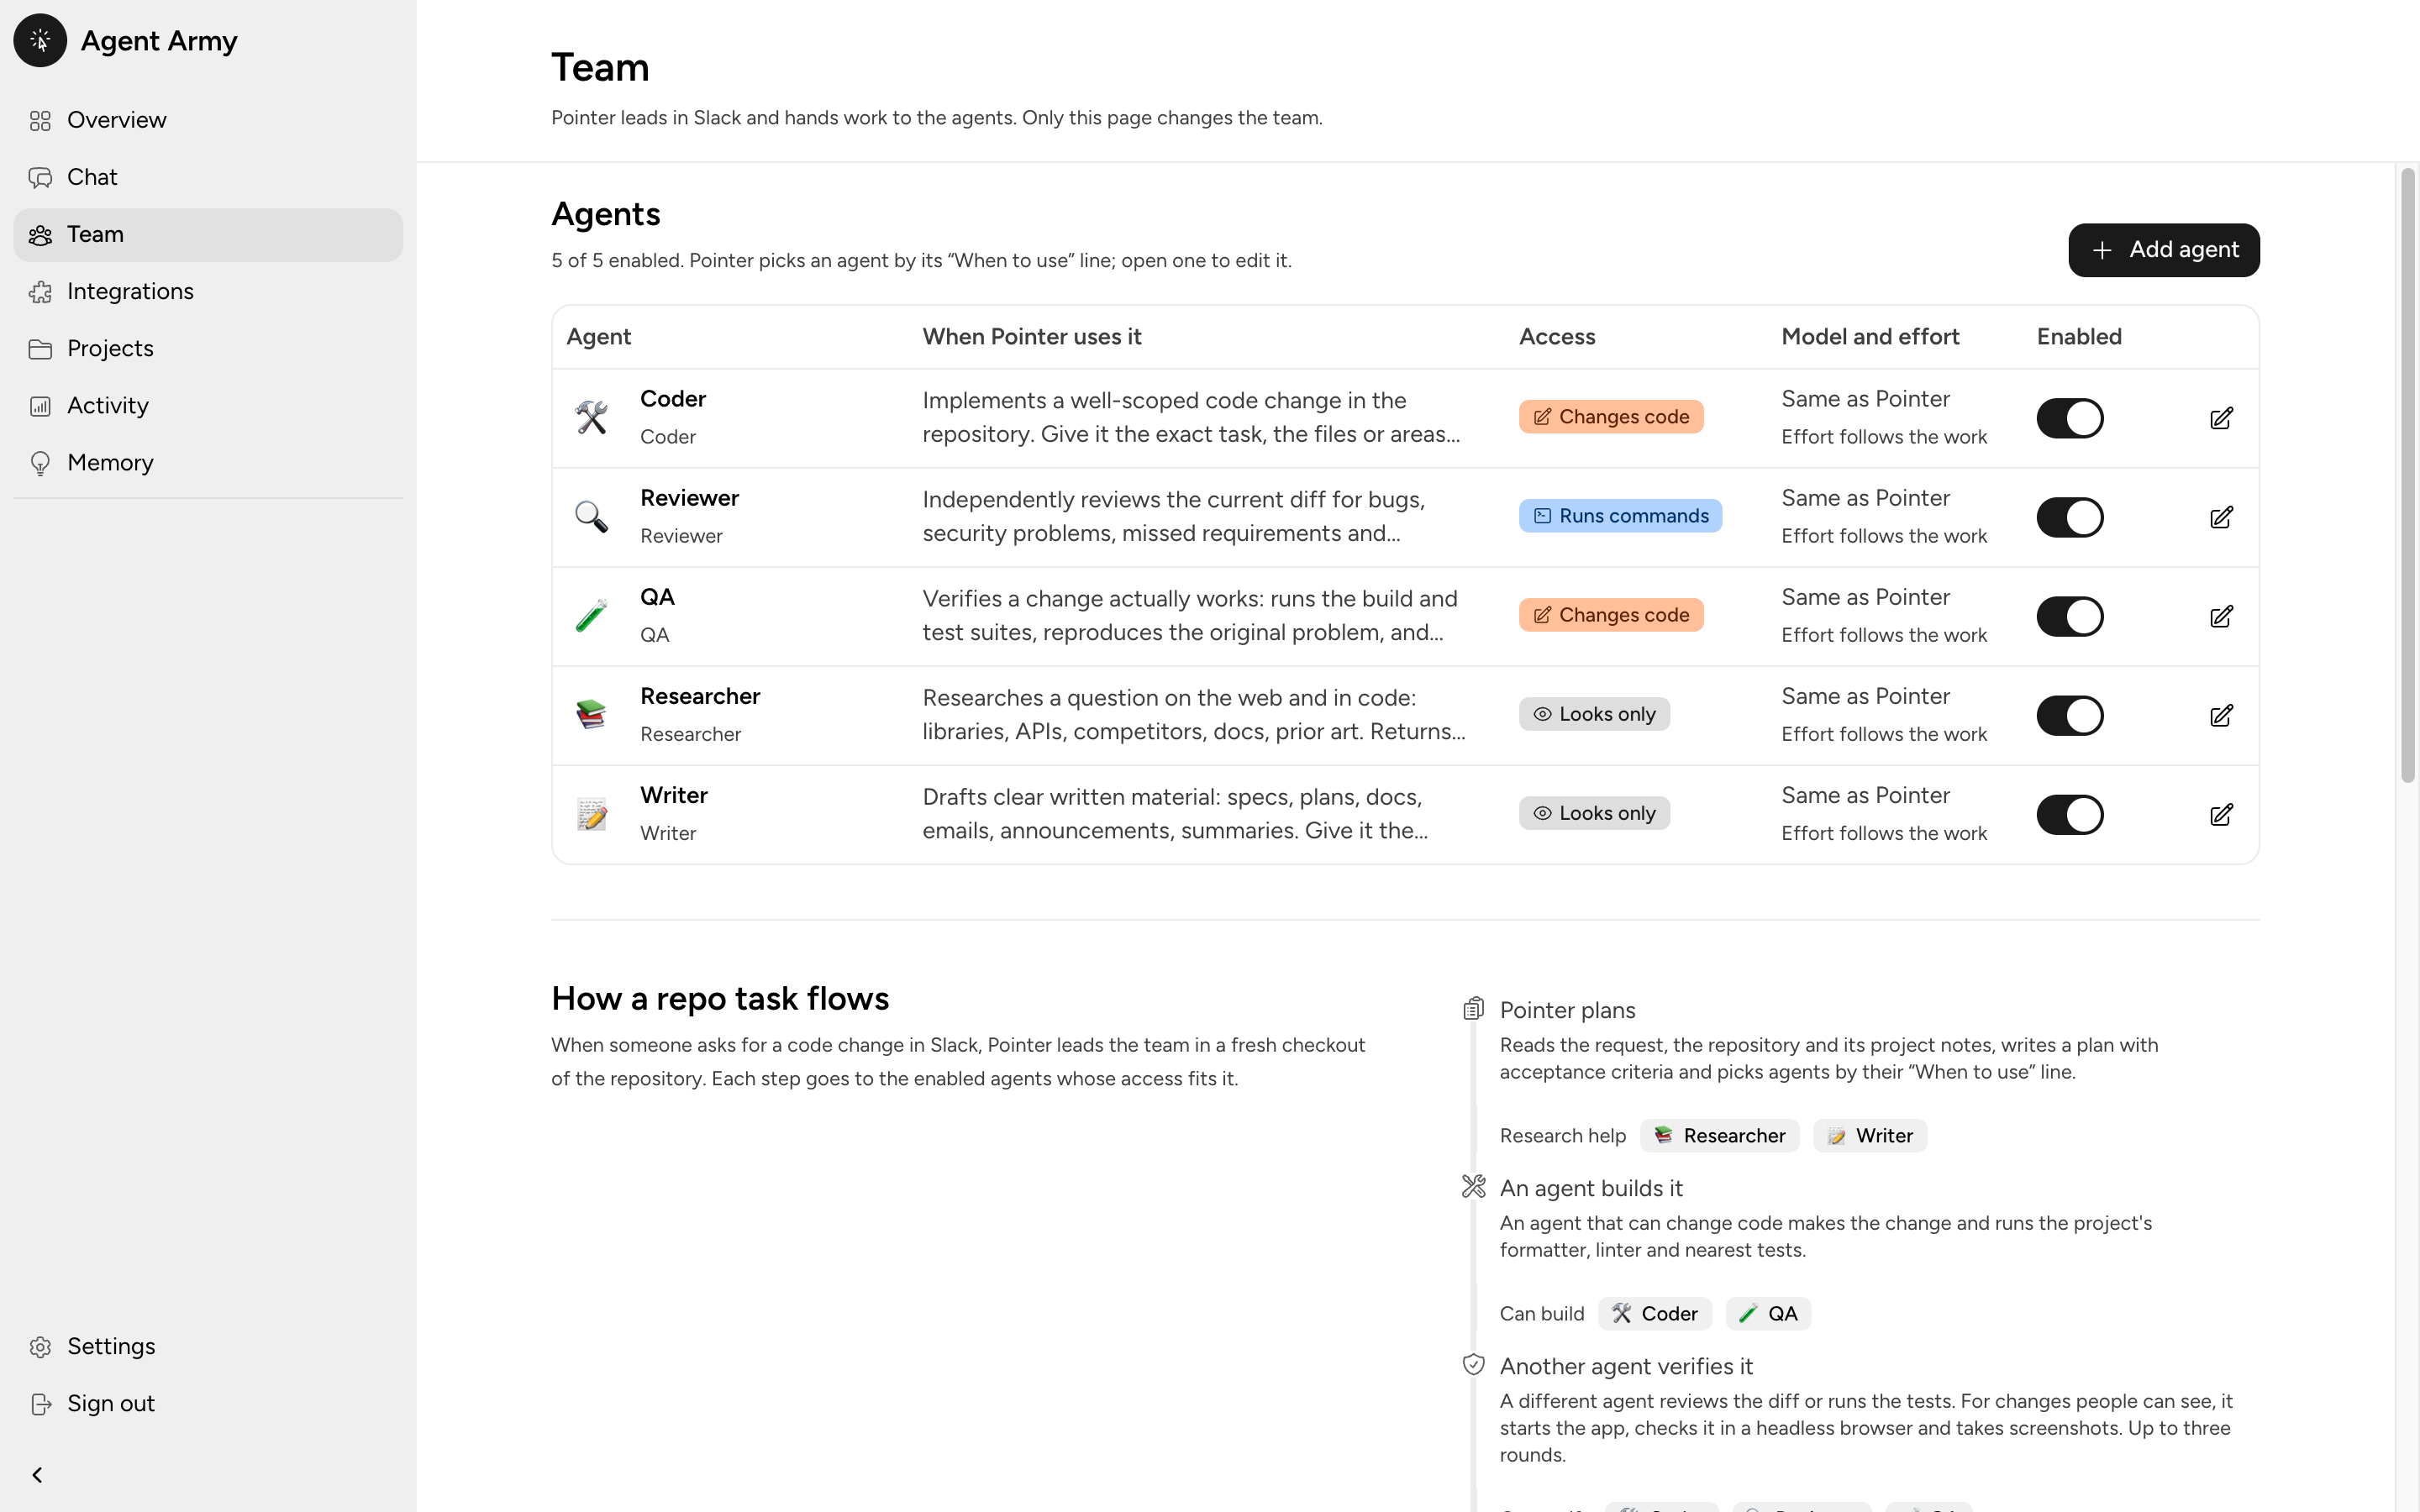 Agent Army
Overview
Chat
Team
Integrations
Projects
Activity
Memory
Settings
Sign out
Team
Pointer leads in Slack and hands work to the agents. Only this page changes the team.
Agents
5 of 5 enabled. Pointer picks an agent by its “When to use” line; open one to edit it.
Add agent
Agent When Pointer uses it Access Model and effort Enabled
Coder
Coder
Implements a well-scoped code change in the
repository. Give it the exact task, the files or areas...
Changes code
Same as Pointer
Effort follows the work
Reviewer
Reviewer
Independently reviews the current diff for bugs,
security problems, missed requirements and...
Runs commands
Same as Pointer
Effort follows the work
QA
QA
Verifies a change actually works: runs the build and
test suites, reproduces the original problem, and...
Changes code
Same as Pointer
Effort follows the work
Researcher
Researcher
Researches a question on the web and in code:
libraries, APIs, competitors, docs, prior art. Returns...
Looks only
Same as Pointer
Effort follows the work
Writer
Writer
Drafts clear written material: specs, plans, docs,
emails, announcements, summaries. Give it the...
Looks only
Same as Pointer
Effort follows the work
How a repo task flows
When someone asks for a code change in Slack, Pointer leads the team in a fresh checkout
of the repository. Each step goes to the enabled agents whose access fits it.
Pointer plans
Reads the request, the repository and its project notes, writes a plan with
acceptance criteria and picks agents by their “When to use” line.
Research help Researcher Writer
An agent builds it
An agent that can change code makes the change and runs the project's
formatter, linter and nearest tests.
Can build Coder QA
Another agent verifies it
A different agent reviews the diff or runs the tests. For changes people can see, it
starts the app, checks it in a headless browser and takes screenshots. Up to three
rounds.